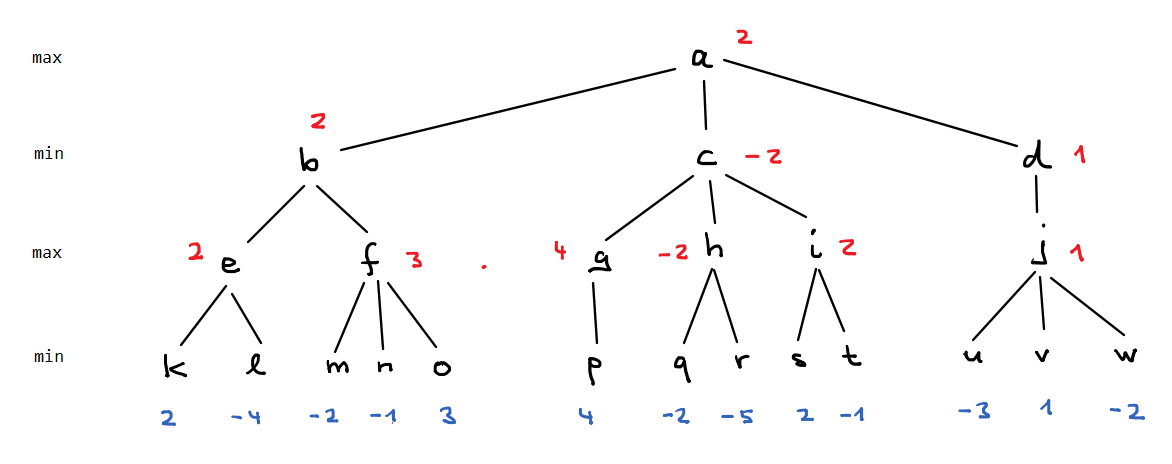 2
max a
2
min b c -2 d 1
max 2 e f 3 4 g -2 h i 2 j 1
min k l m n o p q r s t u v w
2 -4 -2 -1 3 4 -2 -5 2 -1 -3 1 -2